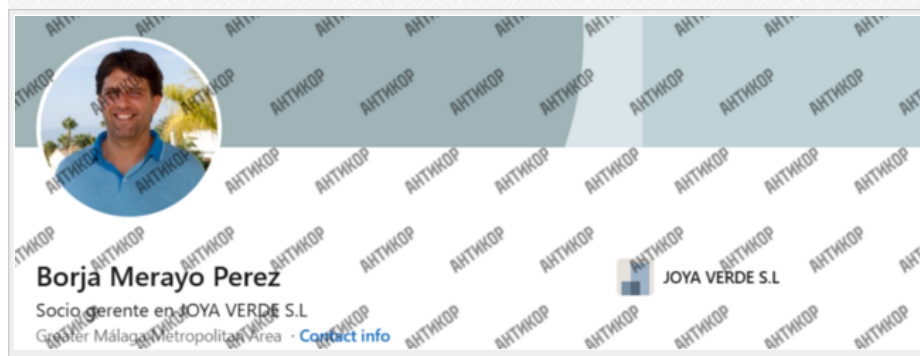 АНТИКОР
Borja Merayo Perez
JOYA VERDE S.L
Socio gerente en JOYA VERDE S.L
Greater Málaga Metropolitan Area · Contact info